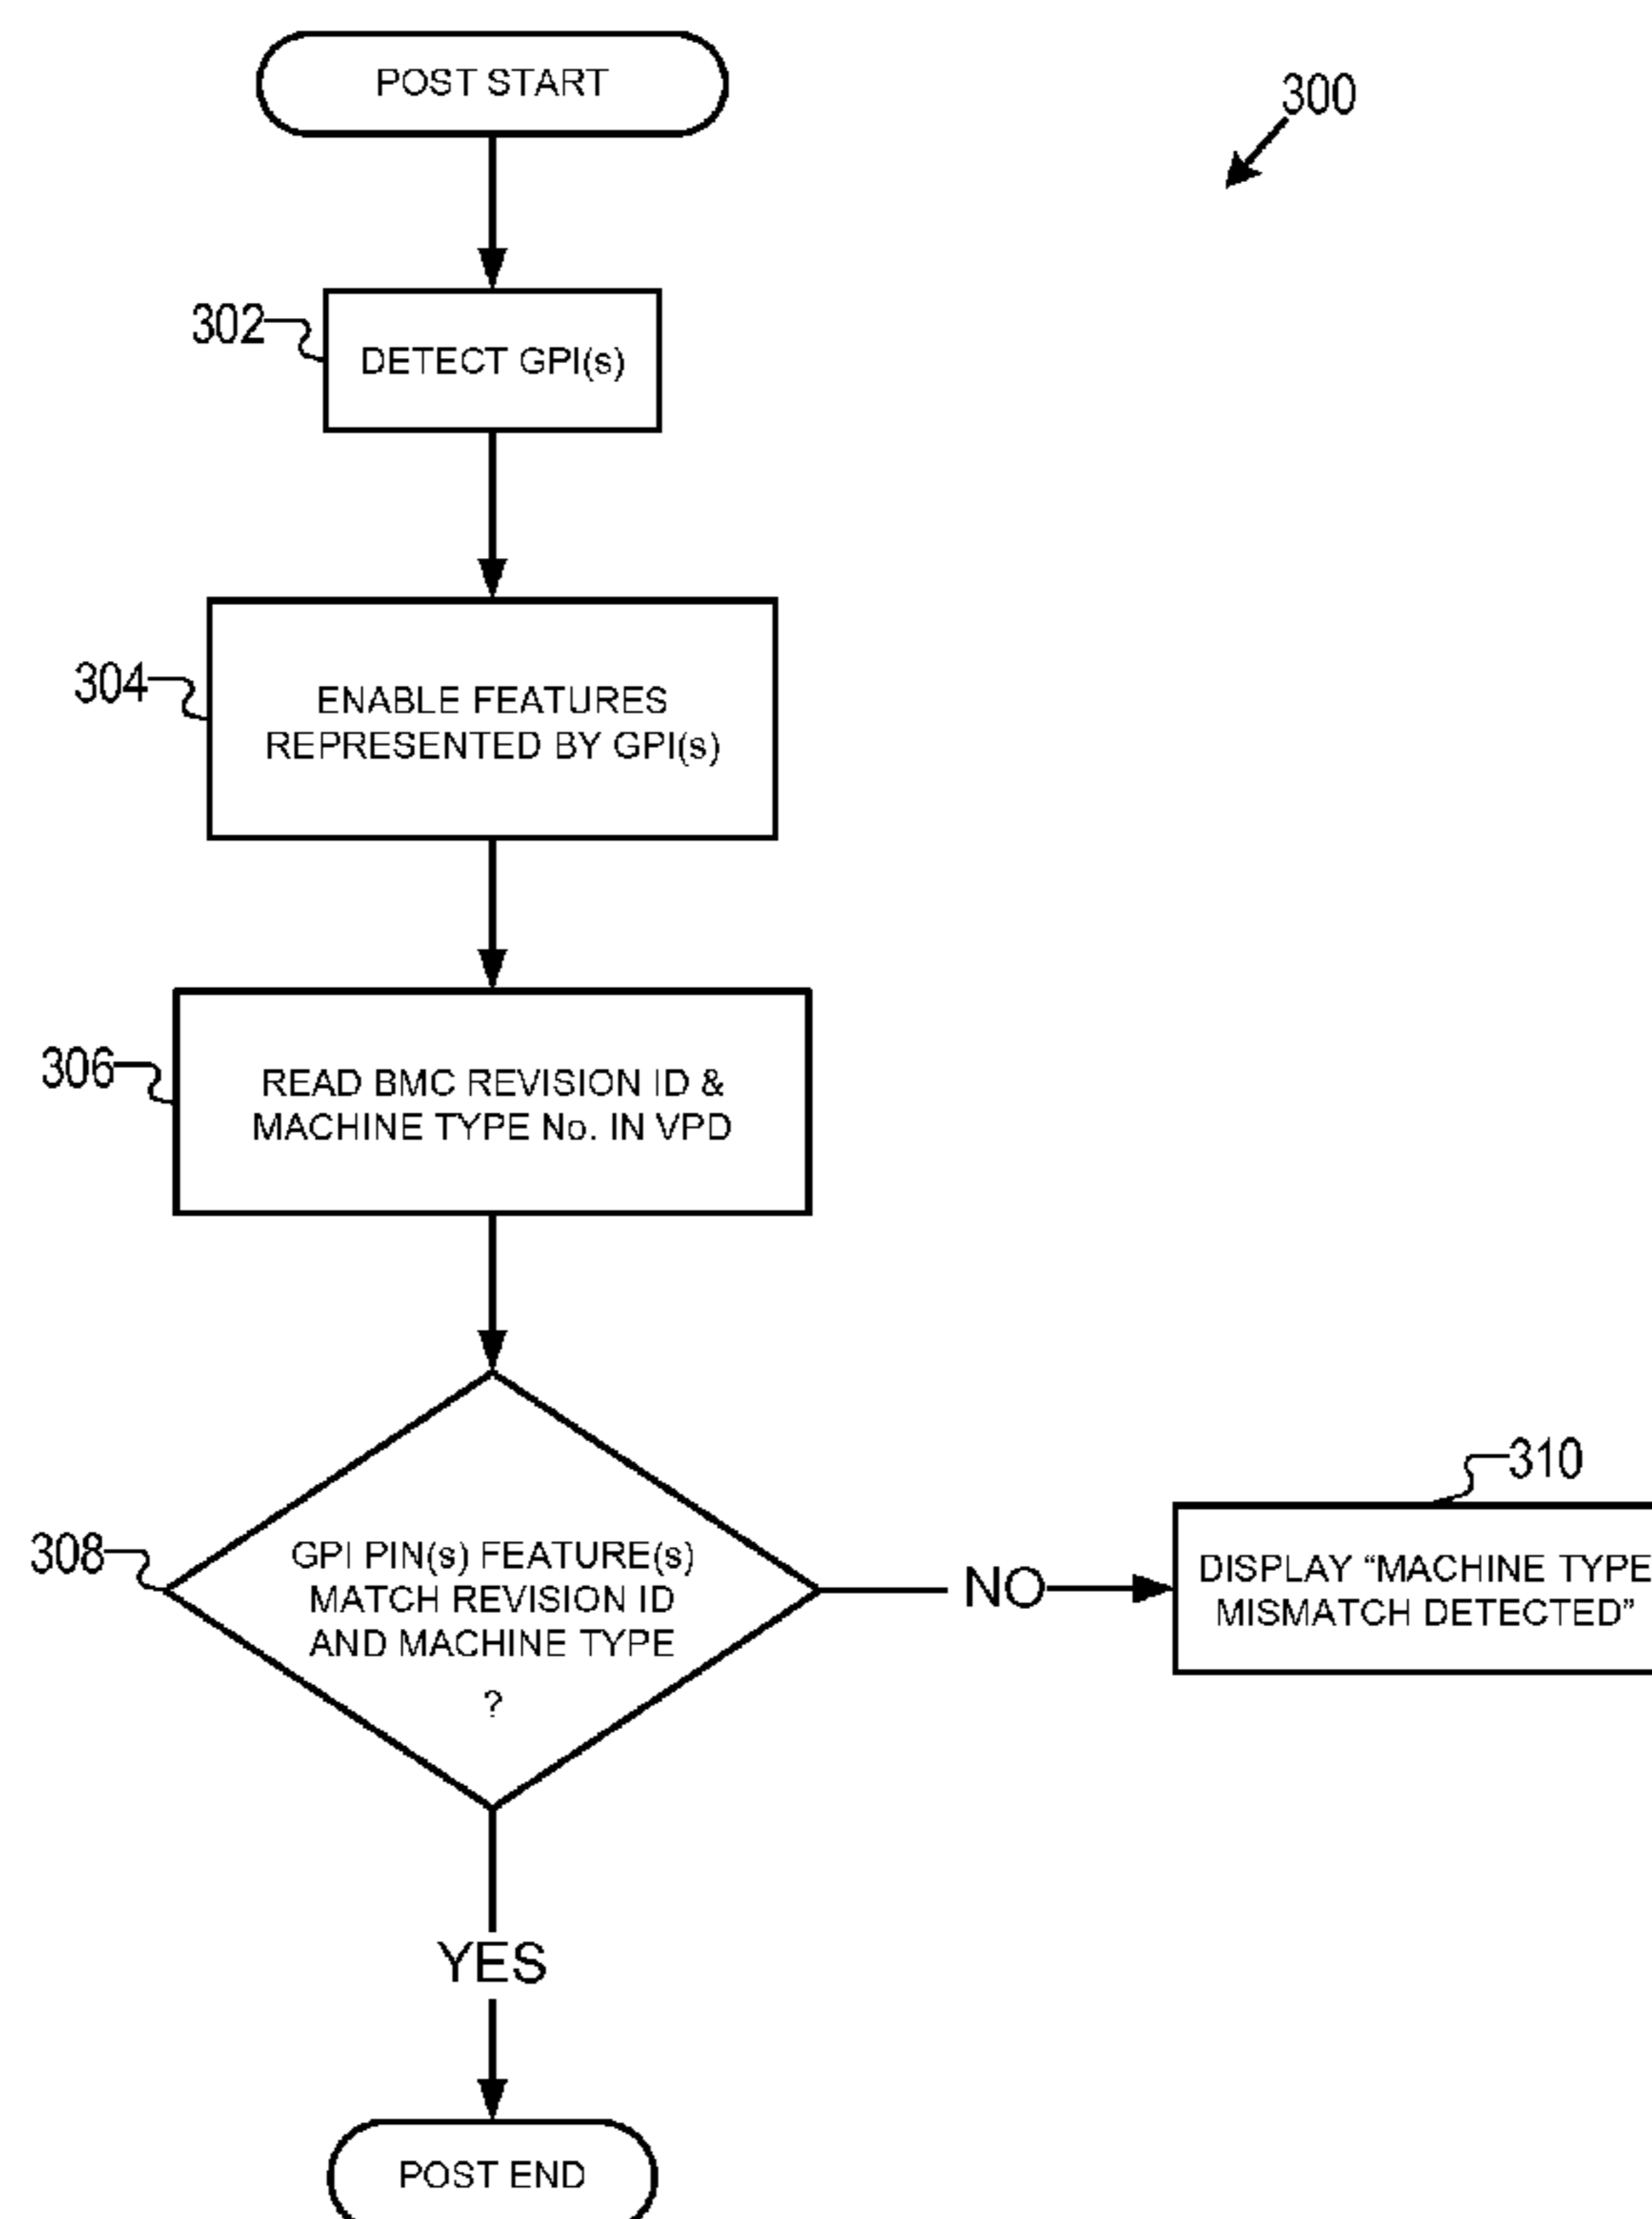 POST START
300
302
DETECT GPI(s)
304
ENABLE FEATURES
REPRESENTED BY GPI(s)
306
READ BMC REVISION ID &
MACHINE TYPE No. IN VPD
308
GPI PIN(s) FEATURE(s)
MATCH REVISION ID
AND MACHINE TYPE
?
NO
310
DISPLAY “MACHINE TYPE
MISMATCH DETECTED”
YES
POST END